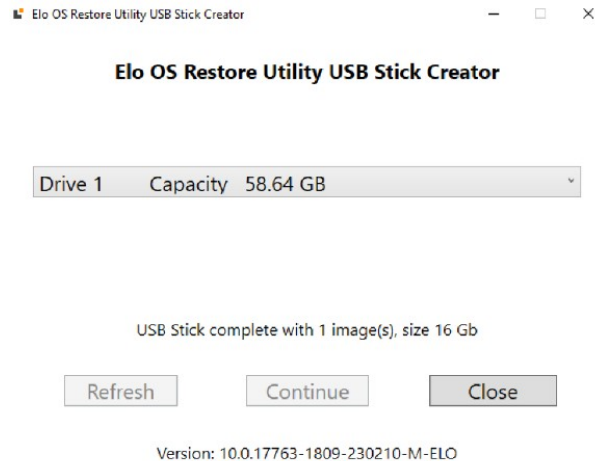 Elo OS Restore Utility USB Stick Creator
Elo OS Restore Utility USB Stick Creator
Drive 1 Capacity 58.64 GB
USB Stick complete with 1 image(s), size 16 Gb
Refresh Continue Close
Version: 10.0.17763-1809-230210-M-ELO